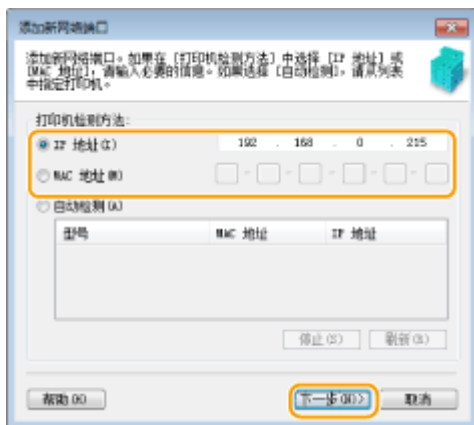 添加新网络端口
添加新网络端口。如果在 [打印机检测方法] 中选择 [IP 地址] 或
[MAC 地址]，请输入必要的信息。如果选择 [自动检测]，请从列表
中指定打印机。
打印机检测方法:
IP 地址(I) 192 . 168 . 0 . 215
MAC 地址(M) - - - - -
自动检测(A)
型号 MAC 地址 IP 地址
停止(S) 刷新(R)
帮助(H) 下一步(N)> 取消